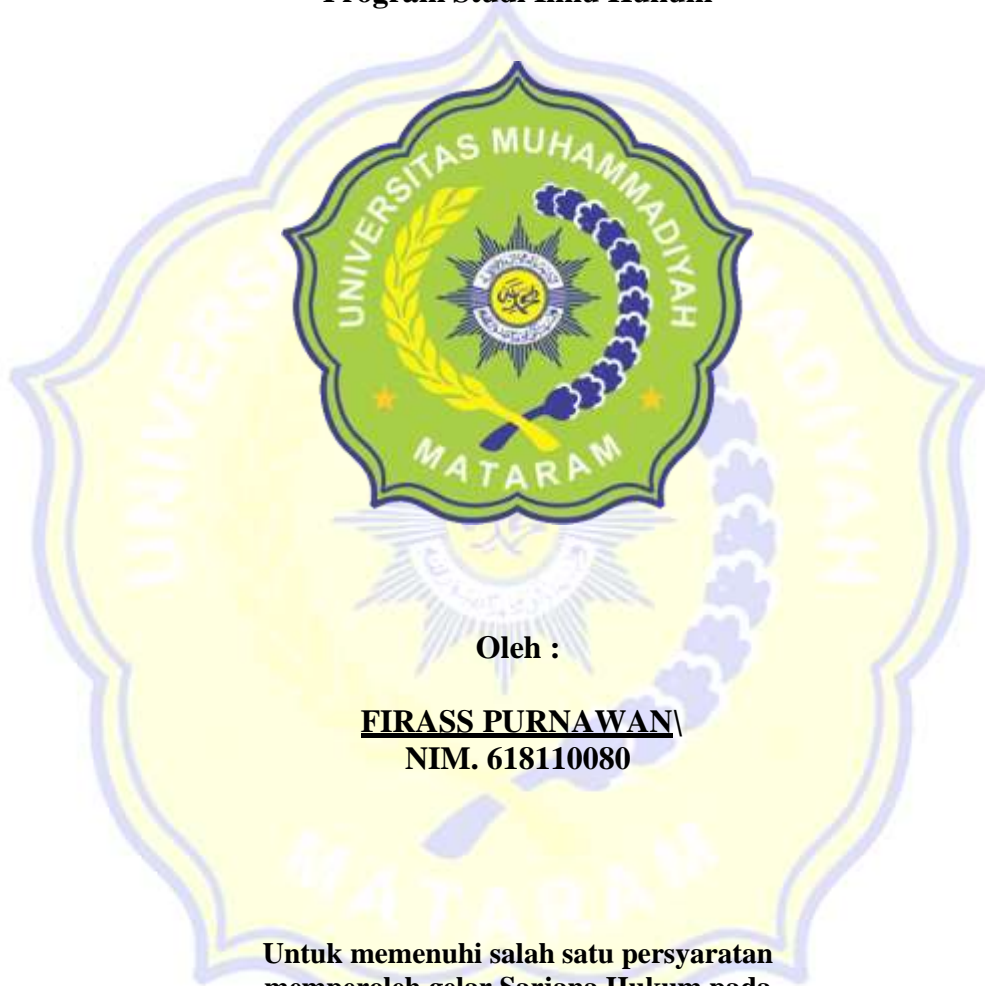 Program Studi Ilmu Hukum
UNIVERSITAS MUHAMMADIYAH
MATARAM
Oleh :
FIRASS PURNAWAN\
NIM. 618110080
Untuk memenuhi salah satu persyaratan
memperoleh gelar Sarjana Hukum pada